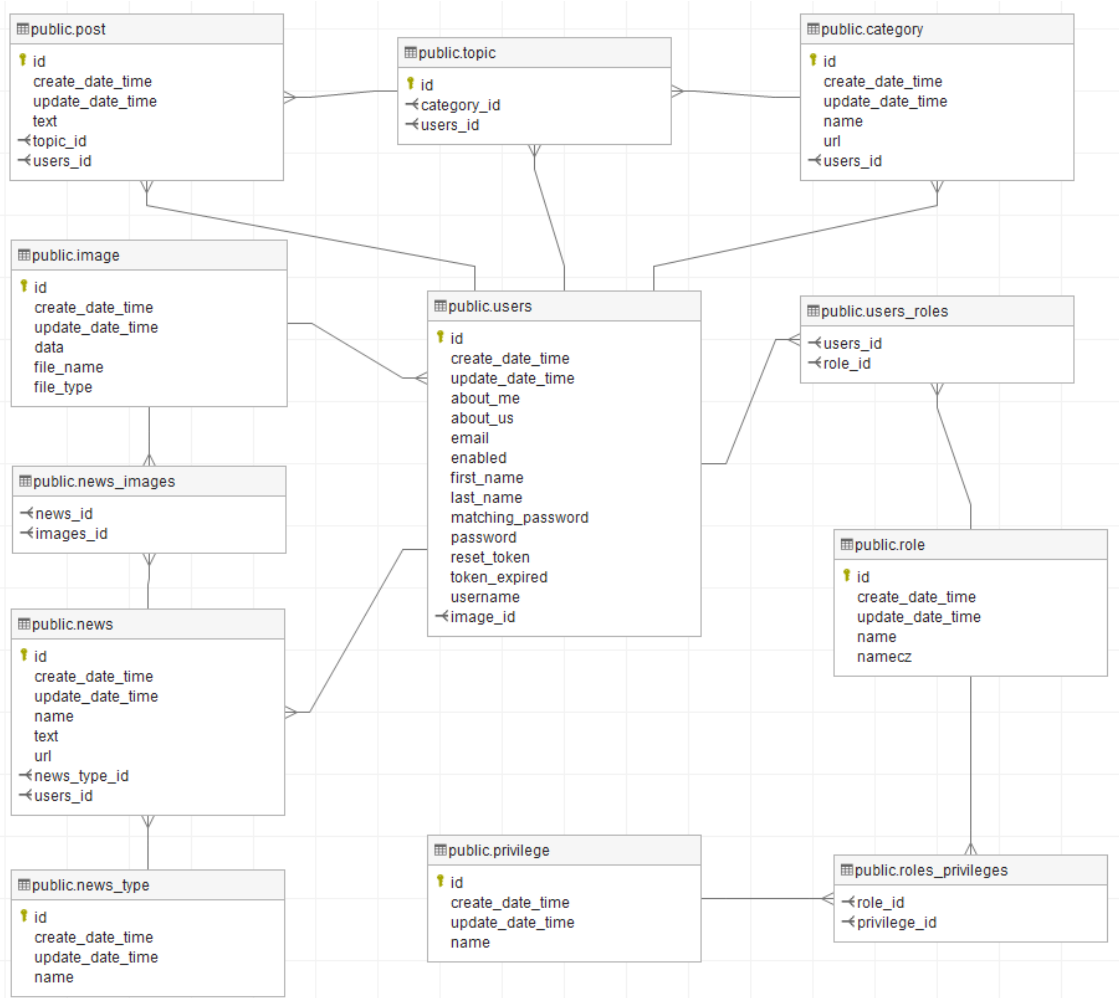 public.post
id
create_date_time
update_date_time
text
topic_id
users_id
public.topic
id
category_id
users_id
public.category
id
create_date_time
update_date_time
name
url
users_id
public.image
id
create_date_time
update_date_time
data
file_name
file_type
public.users
id
create_date_time
update_date_time
about_me
about_us
email
enabled
first_name
last_name
matching_password
password
reset_token
token_expired
username
image_id
public.users_roles
users_id
role_id
public.news_images
news_id
images_id
public.role
id
create_date_time
update_date_time
name
namecz
public.news
id
create_date_time
update_date_time
name
text
url
news_type_id
users_id
public.news_type
id
create_date_time
update_date_time
name
public.privilege
id
create_date_time
update_date_time
name
public.roles_privileges
role_id
privilege_id